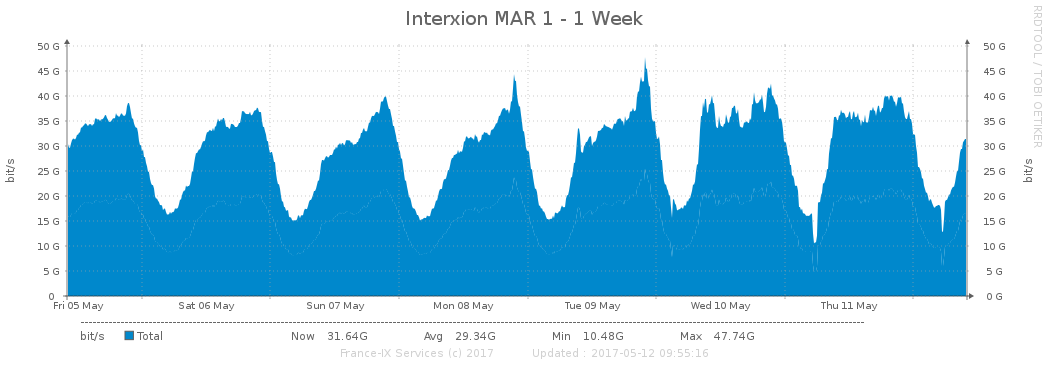 Interxion MAR 1 - 1 Week
RRDTOOL / TOBI OETIKER
50 G 50 G
45 G 45 G
40 G 40 G
35 G 35 G
30 G 30 G
25 G 25 G
20 G 20 G
15 G 15 G
10 G 10 G
5 G 5 G
0 0 G
bit/s bit/s
Fri 05 May Sat 06 May Sun 07 May Mon 08 May Tue 09 May Wed 10 May Thu 11 May
bit/s Total Now 31.64G Avg 29.34G Min 10.48G Max 47.74G
France-IX Services (c) 2017 Updated : 2017-05-12 09:55:16